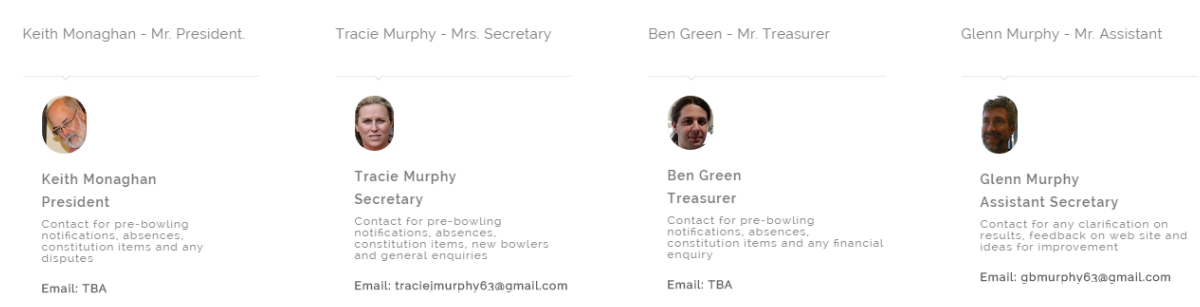 Keith Monaghan - Mr. President.
Keith Monaghan
President
Contact for pre-bowling
notifications, absences,
constitution items and any
disputes
Email: TBA
Tracie Murphy - Mrs. Secretary
Tracie Murphy
Secretary
Contact for pre-bowling
notifications, absences,
constitution items, new bowlers
and general enquiries
Email: traciejmurphy63@gmail.com
Ben Green - Mr. Treasurer
Ben Green
Treasurer
Contact for pre-bowling
notifications, absences,
constitution items and any financial
enquiry
Email: TBA
Glenn Murphy - Mr. Assistant
Glenn Murphy
Assistant Secretary
Contact for any clarification on
results, feedback on web site and
ideas for improvement
Email: gbmurphy63@gmail.com